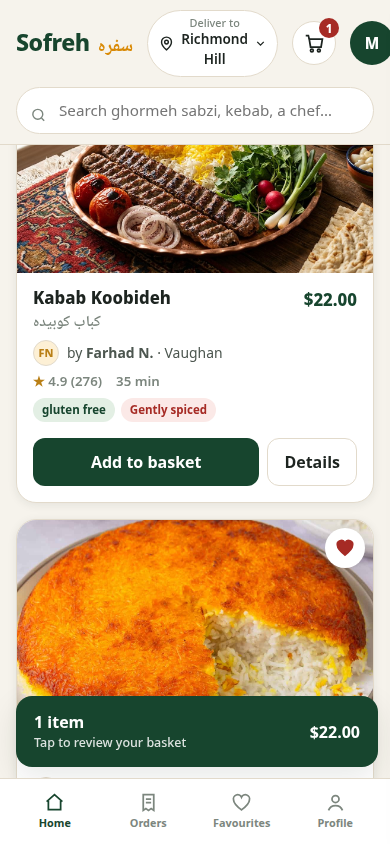 Sofreh سفره
Deliver to
Richmond
Hill
1
M
Search ghormeh sabzi, kebab, a chef...
Kabab Koobideh
$22.00
کباب کوبیده
FN
by Farhad N. · Vaughan
★ 4.9 (276) 35 min
gluten free
Gently spiced
Add to basket
Details
1 item
Tap to review your basket
$22.00
Home
Orders
Favourites
Profile